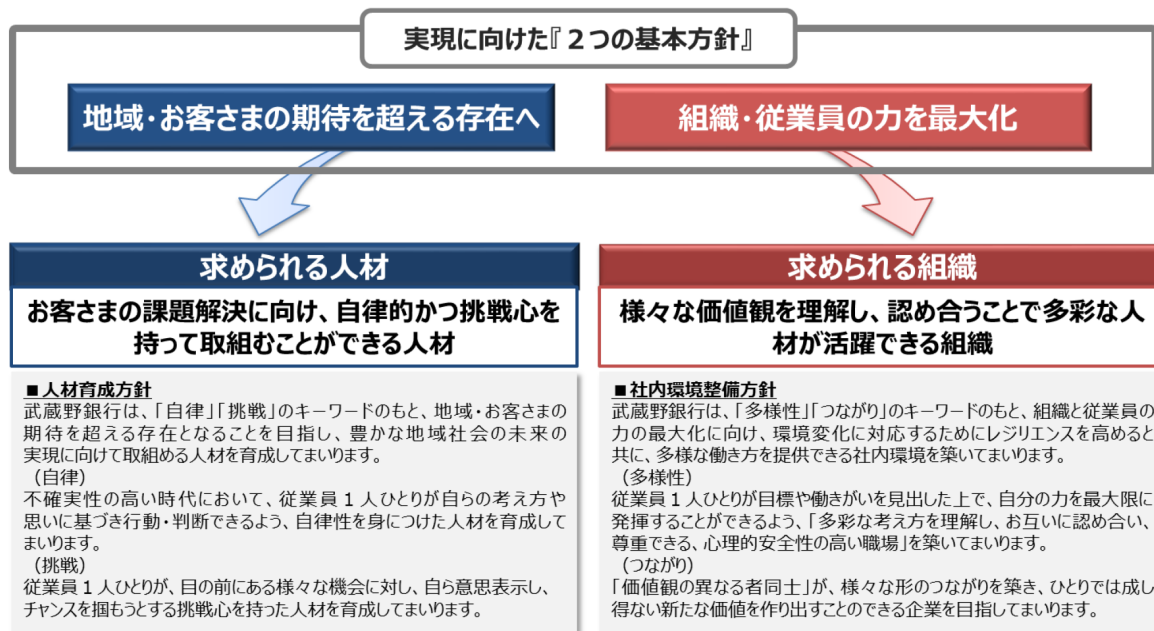 実現に向けた『２つの基本方針』
地域・お客さまの期待を超える存在へ
組織・従業員の力を最大化
求められる人材
お客さまの課題解決に向け、自律的かつ挑戦心を
持って取組むことができる人材
■人材育成方針
武蔵野銀行は、「自律」「挑戦」のキーワードのもと、地域・お客さまの
期待を超える存在となることを目指し、豊かな地域社会の未来の
実現に向けて取組める人材を育成してまいります。
（自律）
不確実性の高い時代において、従業員１人ひとりが自らの考え方や
思いに基づき行動・判断できるよう、自律性を身につけた人材を育成して
まいります。
（挑戦）
従業員１人ひとりが、目の前にある様々な機会に対し、自ら意思表示し、
チャンスを掴もうとする挑戦心を持った人材を育成してまいります。
求められる組織
様々な価値観を理解し、認め合うことで多彩な人
材が活躍できる組織
■社内環境整備方針
武蔵野銀行は、「多様性」「つながり」のキーワードのもと、組織と従業員の
力の最大化に向け、環境変化に対応するためにレジリエンスを高めると
共に、多様な働き方を提供できる社内環境を築いてまいります。
（多様性）
従業員１人ひとりが目標や働きがいを見出した上で、自分の力を最大限に
発揮することができるよう、「多彩な考え方を理解し、お互いに認め合い、
尊重できる、心理的安全性の高い職場」を築いてまいります。
（つながり）
「価値観の異なる者同士」が、様々な形のつながりを築き、ひとりでは成し
得ない新たな価値を作り出すことのできる企業を目指してまいります。